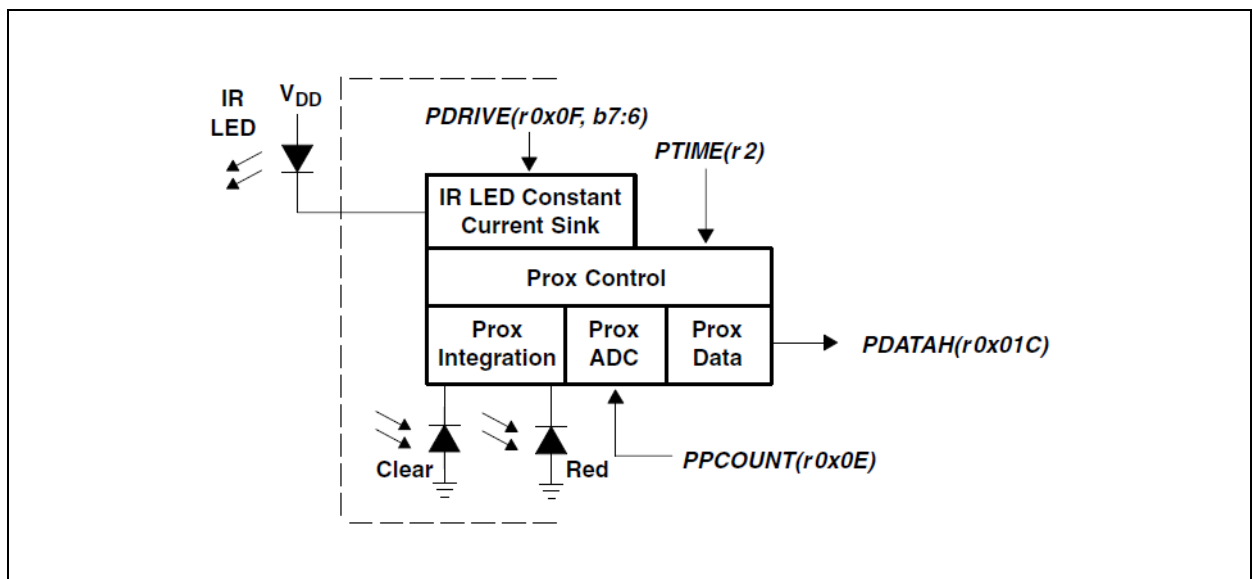 IR
LED
VDD
PDRIVE(r0x0F, b7:6)
PTIME(r2)
IR LED Constant
Current Sink
Prox Control
Prox
Integration
Prox
ADC
Prox
Data
PDATAH(r0x01C)
Clear
Red
PPCOUNT(r0x0E)